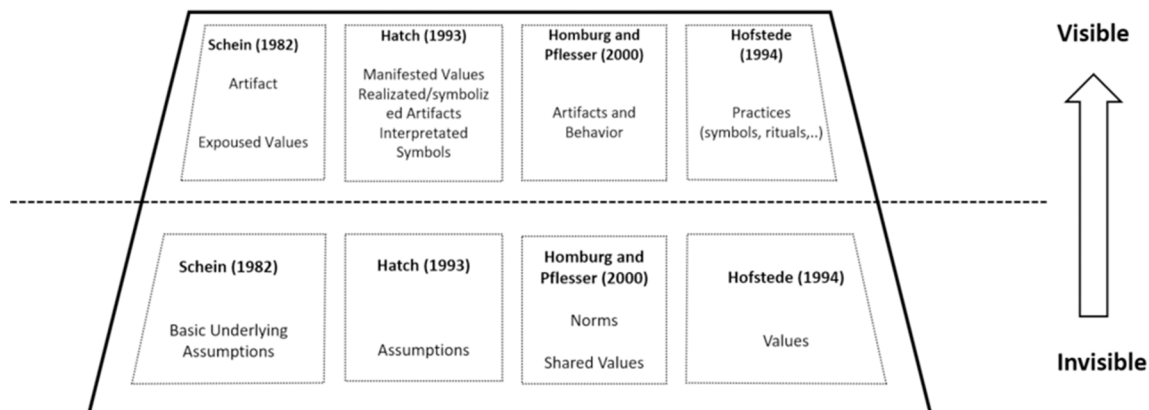 Schein (1982)
Artifact
Expoused Values
Hatch (1993)
Manifested Values
Realizated/symboliz
ed Artifacts
Interpretated
Symbols
Homburg and
Pflesser (2000)
Artifacts and
Behavior
Hofstede
(1994)
Practices
(symbols, rituals,..)
Visible
Schein (1982)
Basic Underlying
Assumptions
Hatch (1993)
Assumptions
Homburg and
Pflesser (2000)
Norms
Shared Values
Hofstede (1994)
Values
Invisible